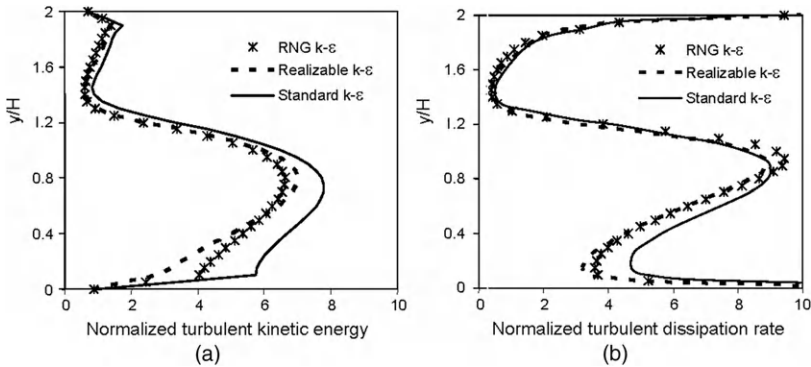 2
1.6
1.2
0.8
0.4
0
y/H
RNG k-ε
Realizable k-ε
Standard k-ε
0 2 4 6 8 10
Normalized turbulent kinetic energy
(a)
2
1.6
1.2
0.8
0.4
0
y/H
RNG k-ε
Realizable k-ε
Standard k-ε
0 2 4 6 8 10
Normalized turbulent dissipation rate
(b)